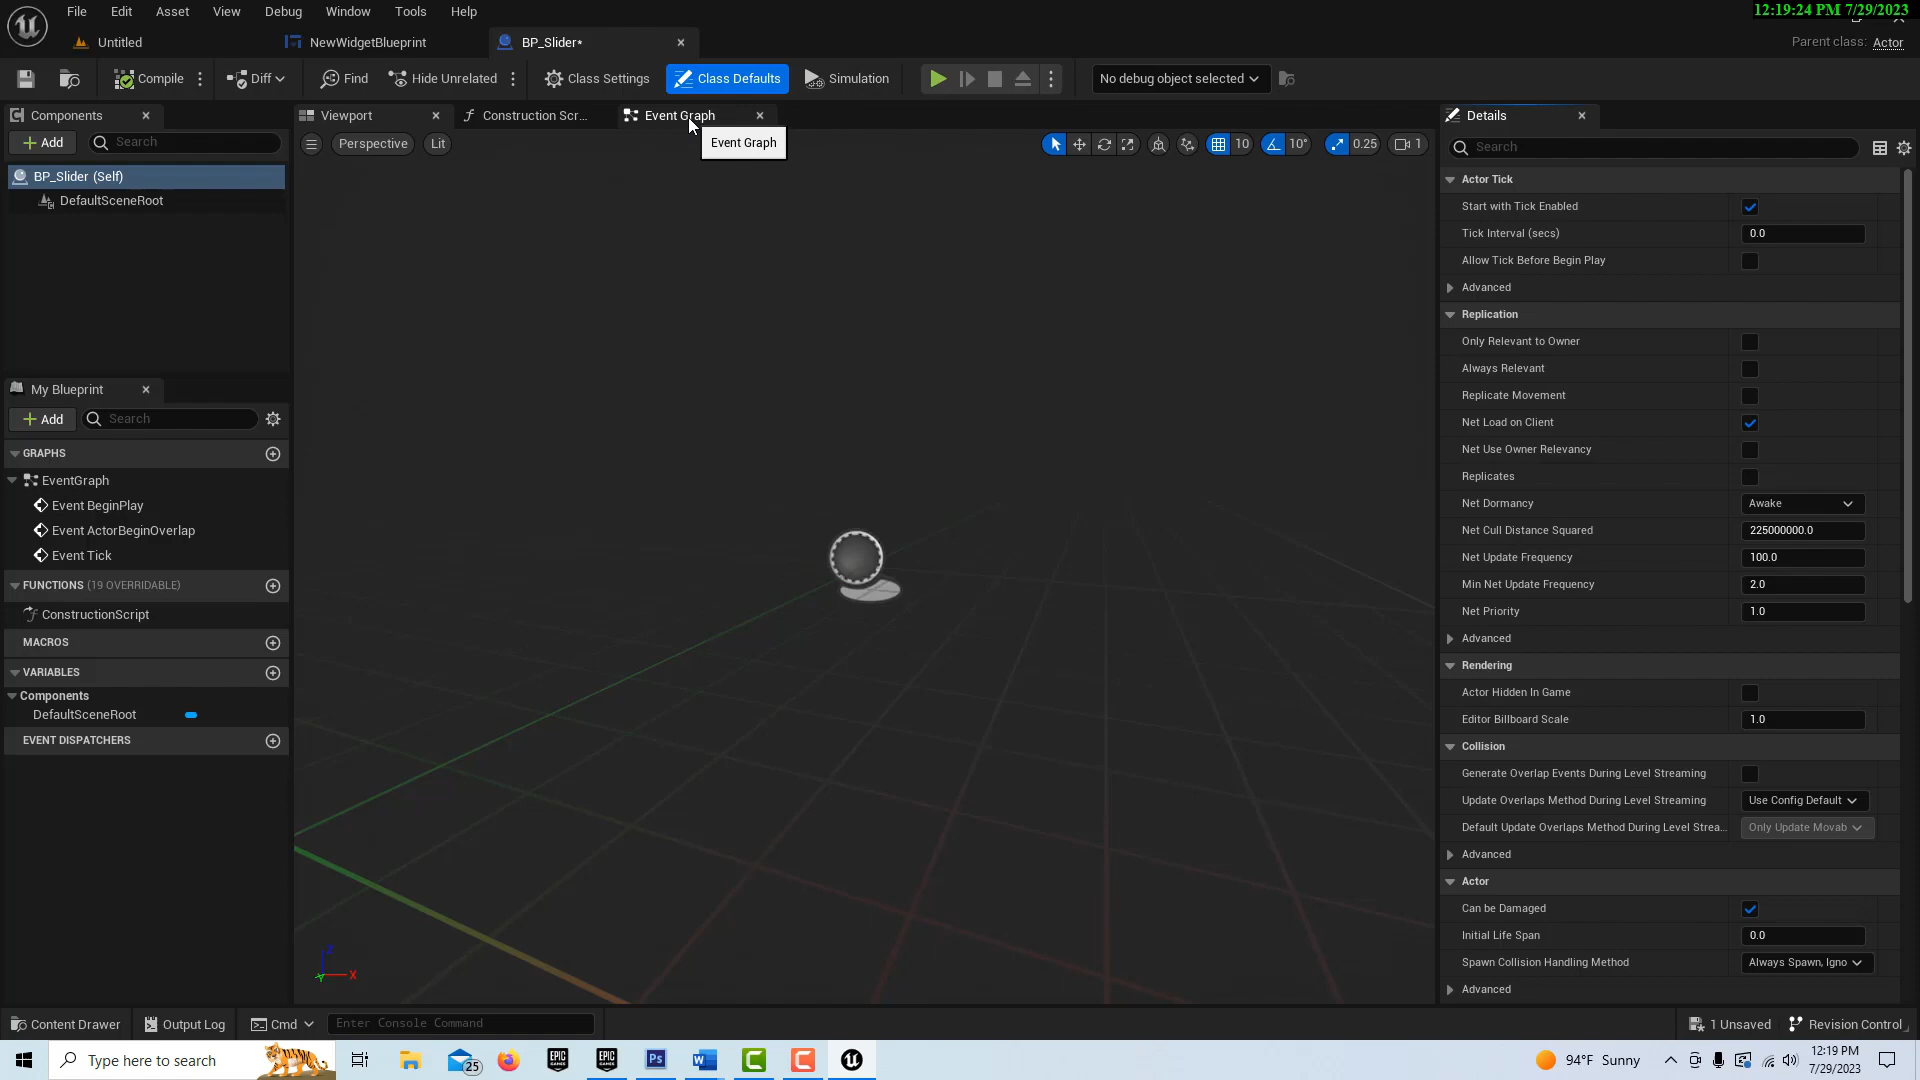 File Edit Asset View Debug Window Tools Help
12:19:24 PM 7/29/2023
Untitled NewWidgetBlueprint BP_Slider*
Parent class: Actor
Compile Diff Find Hide Unrelated Class Settings Class Defaults Simulation No debug object selected
Components Viewport Construction Scr... Event Graph Details
Add Search
Perspective Lit
Event Graph
10 10° 0.25 1
Search
BP_Slider (Self)
DefaultSceneRoot
My Blueprint
Add Search
GRAPHS
EventGraph
Event BeginPlay
Event ActorBeginOverlap
Event Tick
FUNCTIONS (19 OVERRIDABLE)
ConstructionScript
MACROS
VARIABLES
Components
DefaultSceneRoot
EVENT DISPATCHERS
Z
X
Y
Actor Tick
Start with Tick Enabled
Tick Interval (secs) 0.0
Allow Tick Before Begin Play
Advanced
Replication
Only Relevant to Owner
Always Relevant
Replicate Movement
Net Load on Client
Net Use Owner Relevancy
Replicates
Net Dormancy Awake
Net Cull Distance Squared 225000000.0
Net Update Frequency 100.0
Min Net Update Frequency 2.0
Net Priority 1.0
Advanced
Rendering
Actor Hidden In Game
Editor Billboard Scale 1.0
Collision
Generate Overlap Events During Level Streaming
Update Overlaps Method During Level Streaming Use Config Default
Default Update Overlaps Method During Level Strea... Only Update Movab
Advanced
Actor
Can be Damaged
Initial Life Span 0.0
Spawn Collision Handling Method Always Spawn, Igno
Advanced
Content Drawer Output Log Cmd Enter Console Command 1 Unsaved Revision Control
Type here to search 25 EPIC GAMES EPIC GAMES Ps W C C 94°F Sunny
12:19 PM
7/29/2023